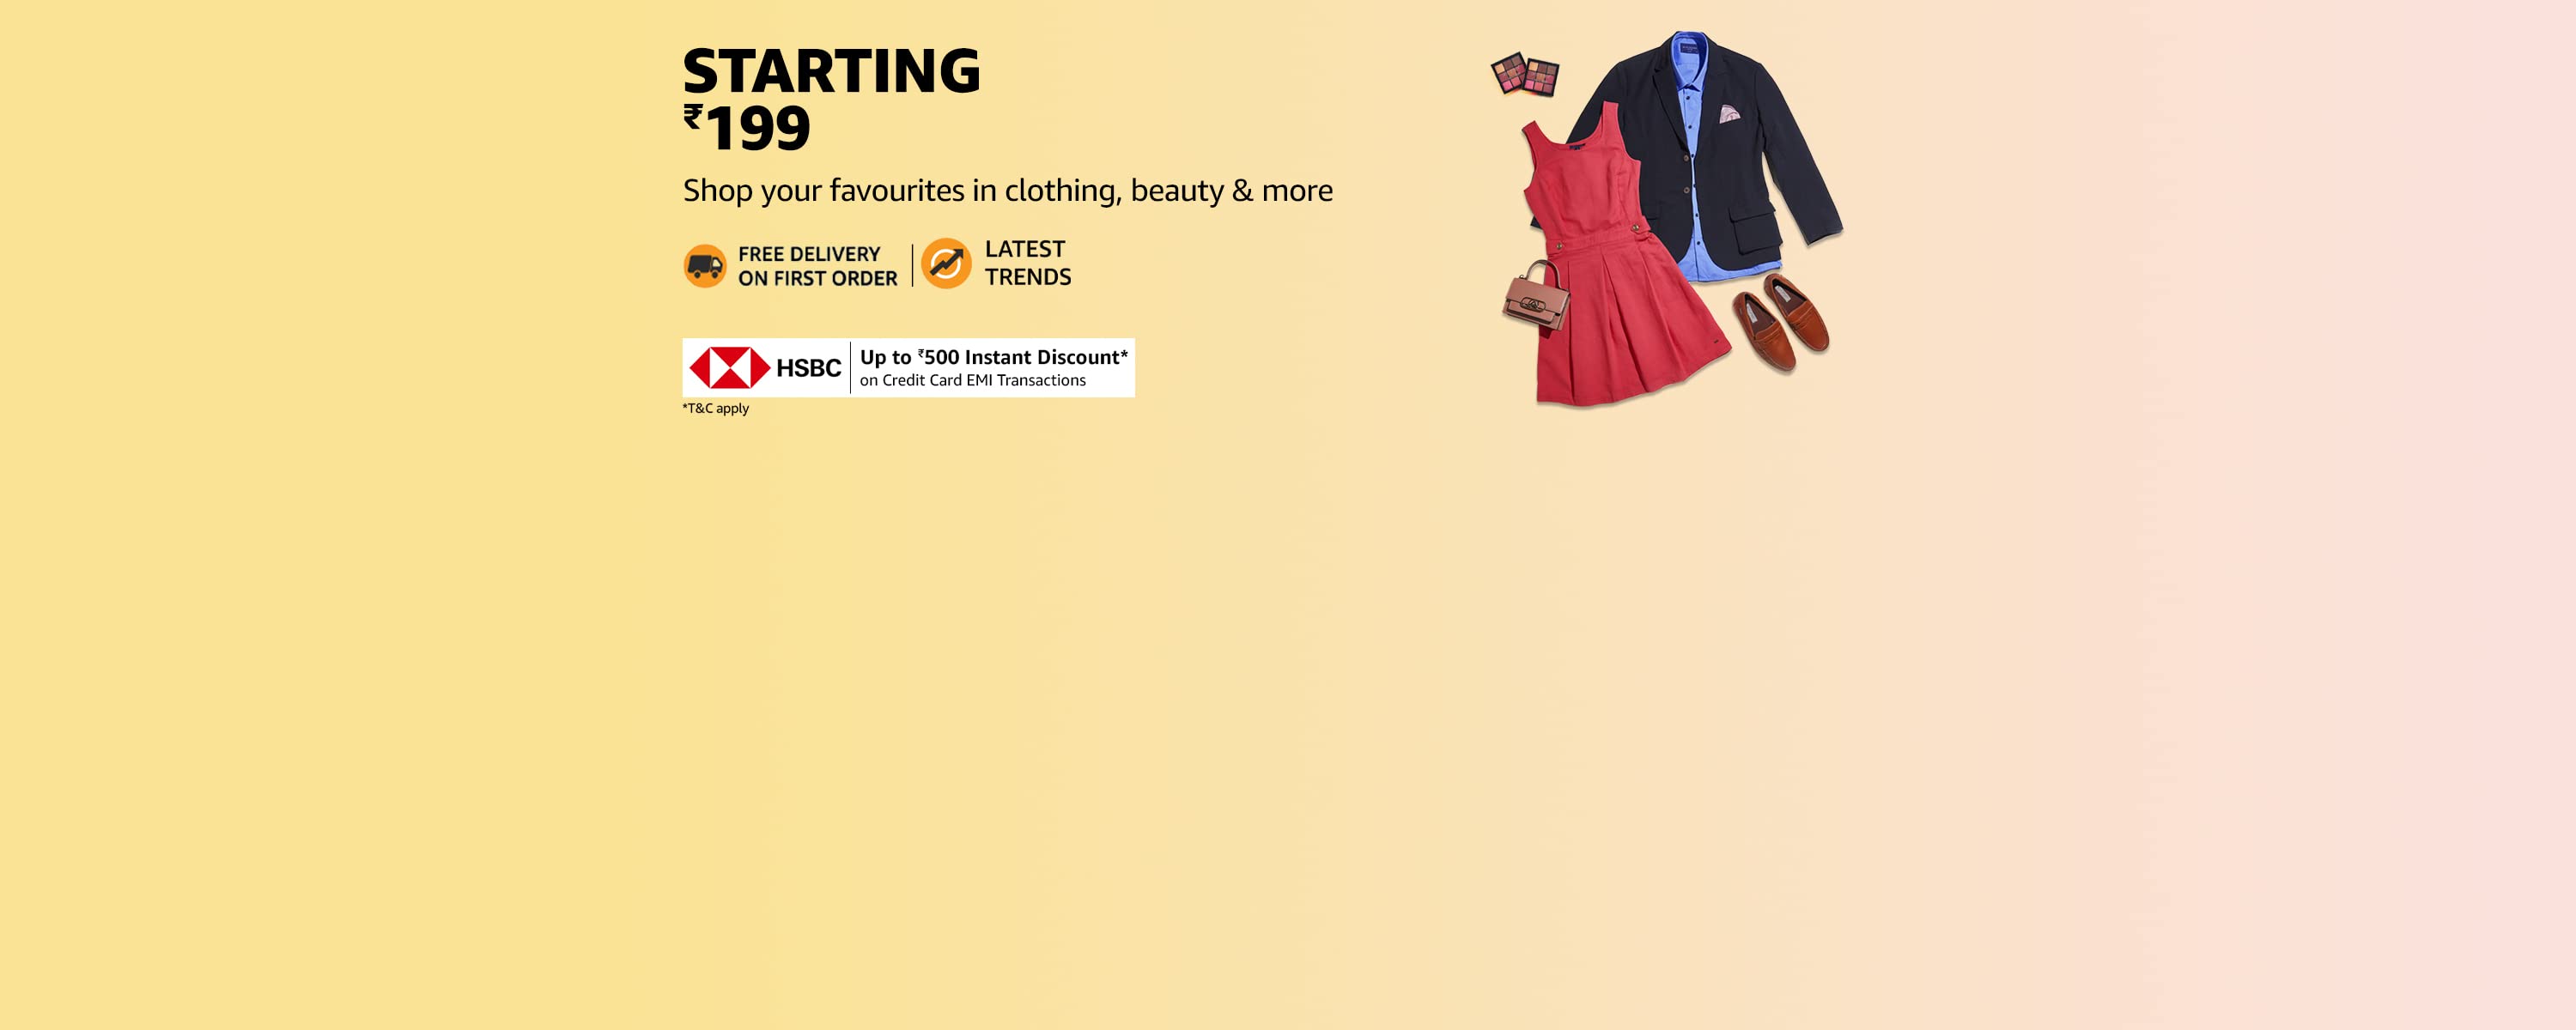 STARTING
₹199
Shop your favourites in clothing, beauty & more
FREE DELIVERY
ON FIRST ORDER
LATEST
TRENDS
HSBC
Up to ₹500 Instant Discount*
on Credit Card EMI Transactions
*T&C apply